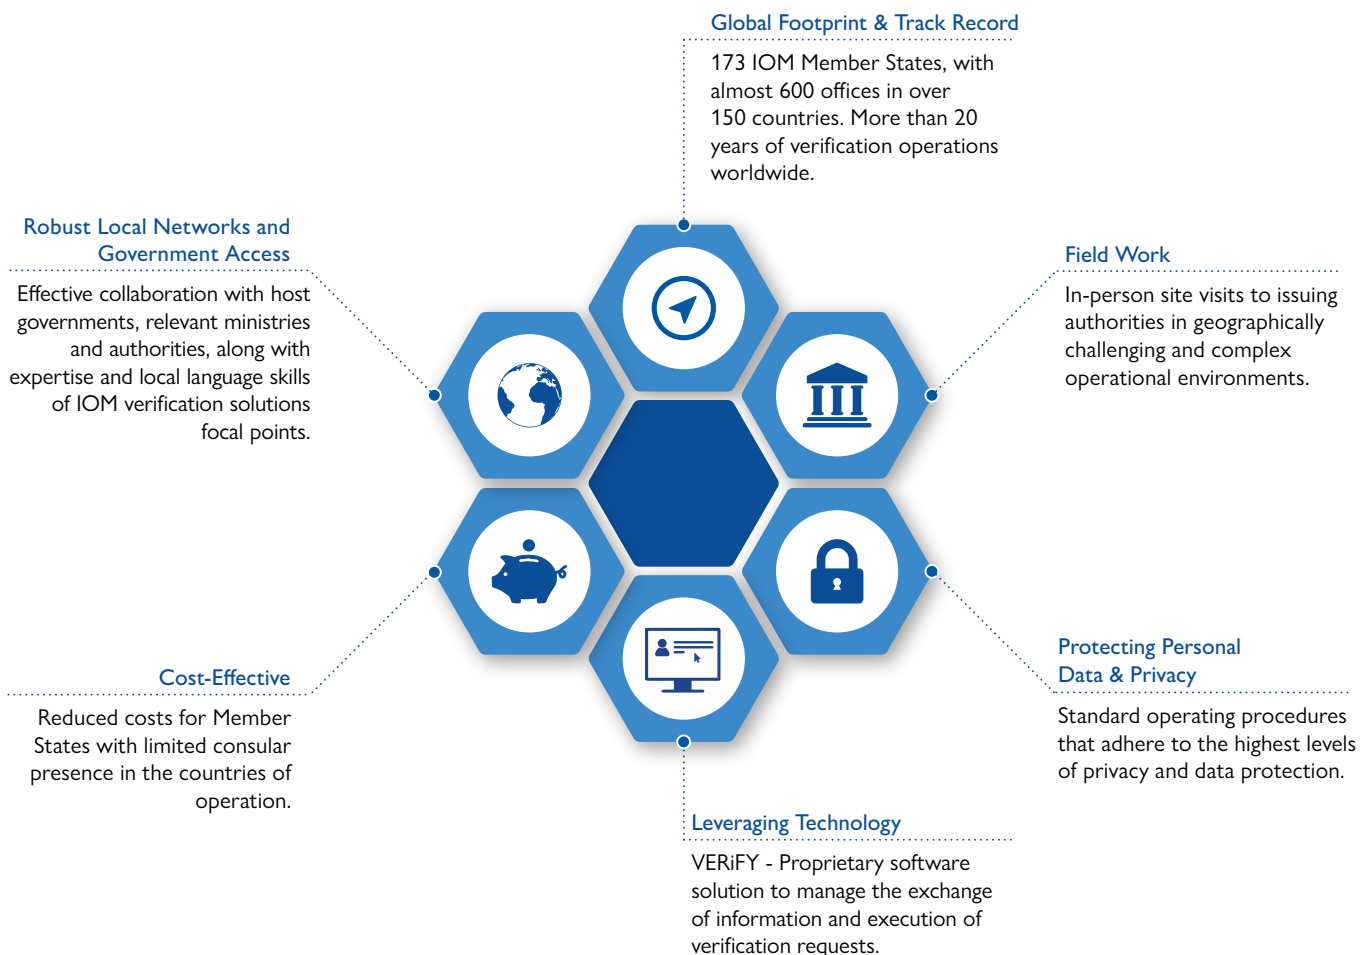 Global Footprint & Track Record
173 IOM Member States, with
almost 600 offices in over
150 countries. More than 20
years of verification operations
worldwide.
Robust Local Networks and
Government Access
Effective collaboration with host
governments, relevant ministries
and authorities, along with
expertise and local language skills
of IOM verification solutions
focal points.
Field Work
In-person site visits to issuing
authorities in geographically
challenging and complex
operational environments.
Cost-Effective
Reduced costs for Member
States with limited consular
presence in the countries of
operation.
Protecting Personal
Data & Privacy
Standard operating procedures
that adhere to the highest levels
of privacy and data protection.
Leveraging Technology
VERiFY - Proprietary software
solution to manage the exchange
of information and execution of
verification requests.